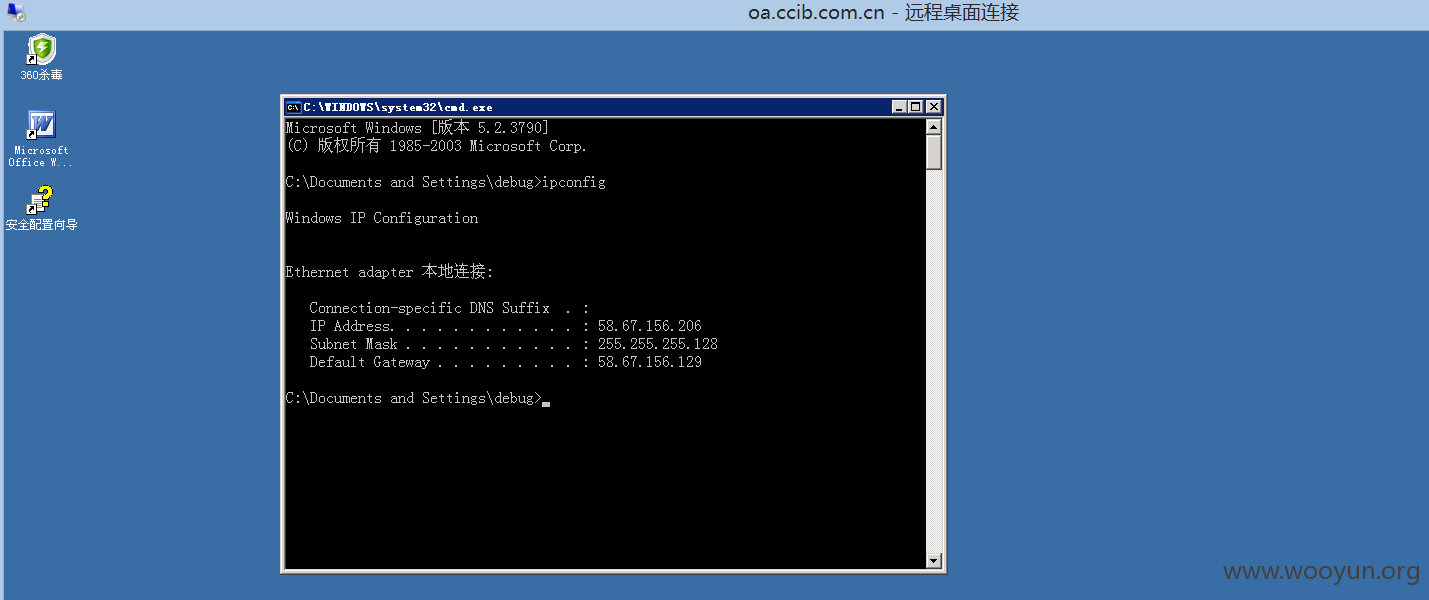 oa.ccib.com.cn - 远程桌面连接
360杀毒
Microsoft
Office W...
安全配置向导
C:\WINDOWS\system32\cmd.exe
Microsoft Windows [版本 5.2.3790]
(C) 版权所有 1985-2003 Microsoft Corp.
C:\Documents and Settings\debug>ipconfig
Windows IP Configuration
Ethernet adapter 本地连接:
Connection-specific DNS Suffix . :
IP Address. . . . . . . . . . . . : 58.67.156.206
Subnet Mask . . . . . . . . . . . : 255.255.255.128
Default Gateway . . . . . . . . . : 58.67.156.129
C:\Documents and Settings\debug>
www.wooyun.org